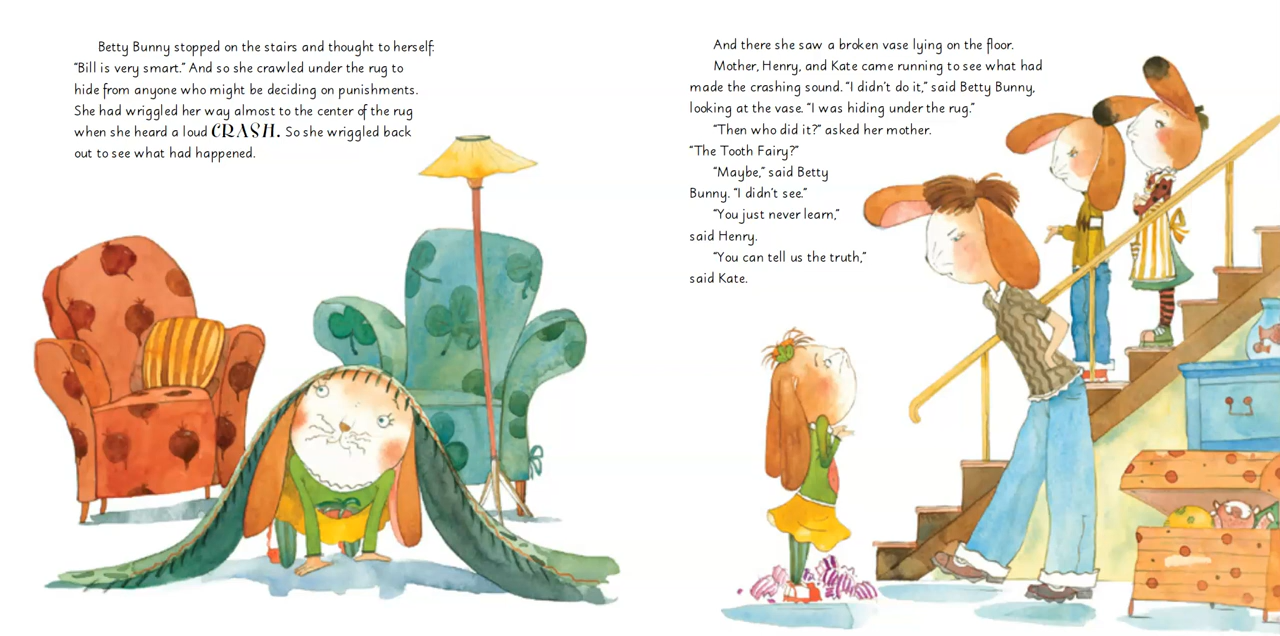 Betty Bunny stopped on the stairs and thought to herself:
“Bill is very smart.” And so she crawled under the rug to
hide from anyone who might be deciding on punishments.
She had wriggled her way almost to the center of the rug
when she heard a loud CRASH. So she wriggled back
out to see what had happened.
And there she saw a broken vase lying on the floor.
Mother, Henry, and Kate came running to see what had
made the crashing sound. “I didn’t do it,” said Betty Bunny,
looking at the vase. “I was hiding under the rug.”
“Then who did it?” asked her mother.
“The Tooth Fairy?”
“Maybe,” said Betty
Bunny. “I didn’t see.”
“You just never learn,”
said Henry.
“You can tell us the truth,”
said Kate.